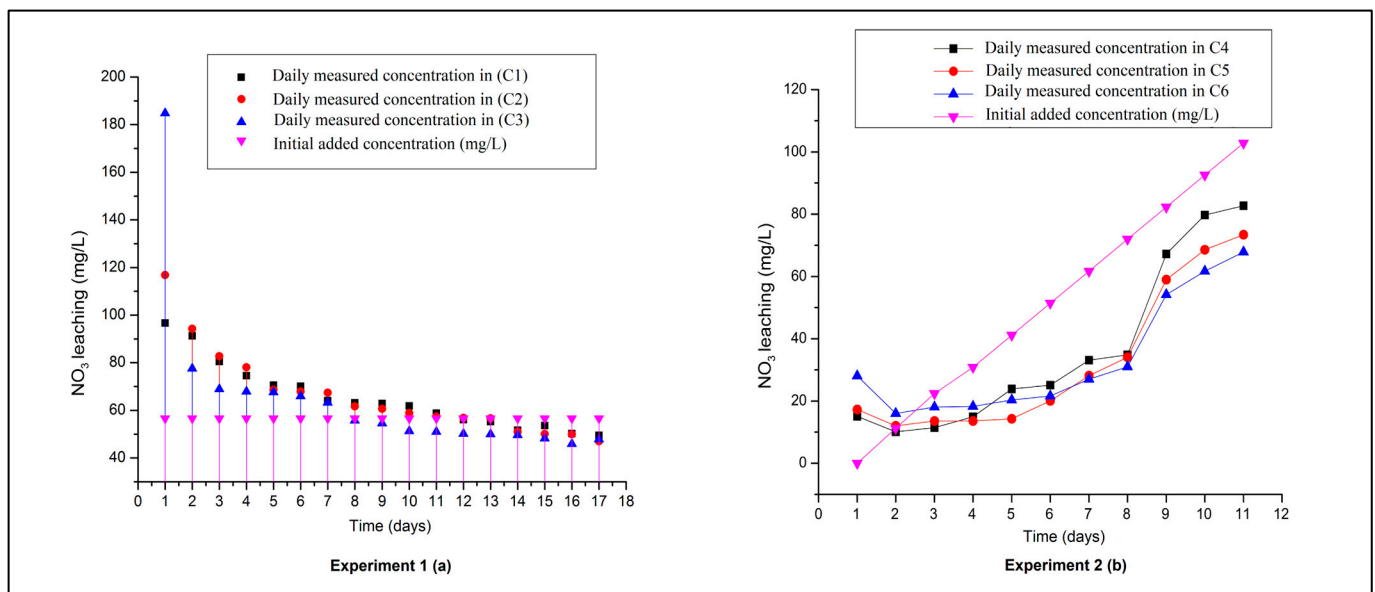 Daily measured concentration in (C1)
Daily measured concentration in (C2)
Daily measured concentration in (C3)
Initial added concentration (mg/L)
200
180
160
140
120
100
80
60
40
NO3 leaching (mg/L)
0 1 2 3 4 5 6 7 8 9 10 11 12 13 14 15 16 17 18
Time (days)
Experiment 1 (a)
Daily measured concentration in C4
Daily measured concentration in C5
Daily measured concentration in C6
Initial added concentration (mg/L)
120
100
80
60
40
20
0
NO3 leaching (mg/L)
0 1 2 3 4 5 6 7 8 9 10 11 12
Time (days)
Experiment 2 (b)